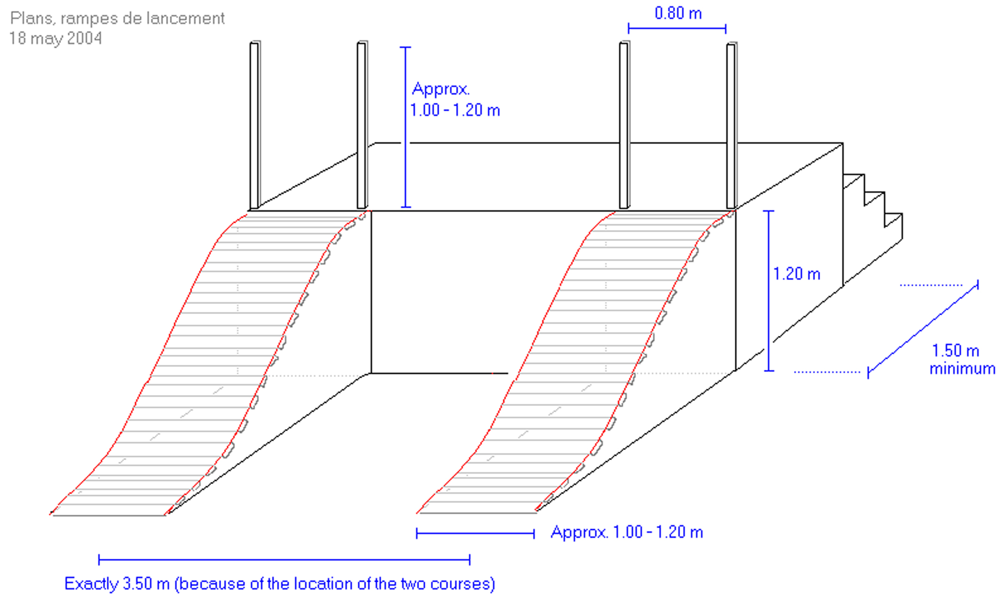 Plans, rampes de lancement
18 may 2004
0.80 m
Approx.
1.00 - 1.20 m
1.20 m
1.50 m
minimum
Approx. 1.00 - 1.20 m
Exactly 3.50 m (because of the location of the two courses)